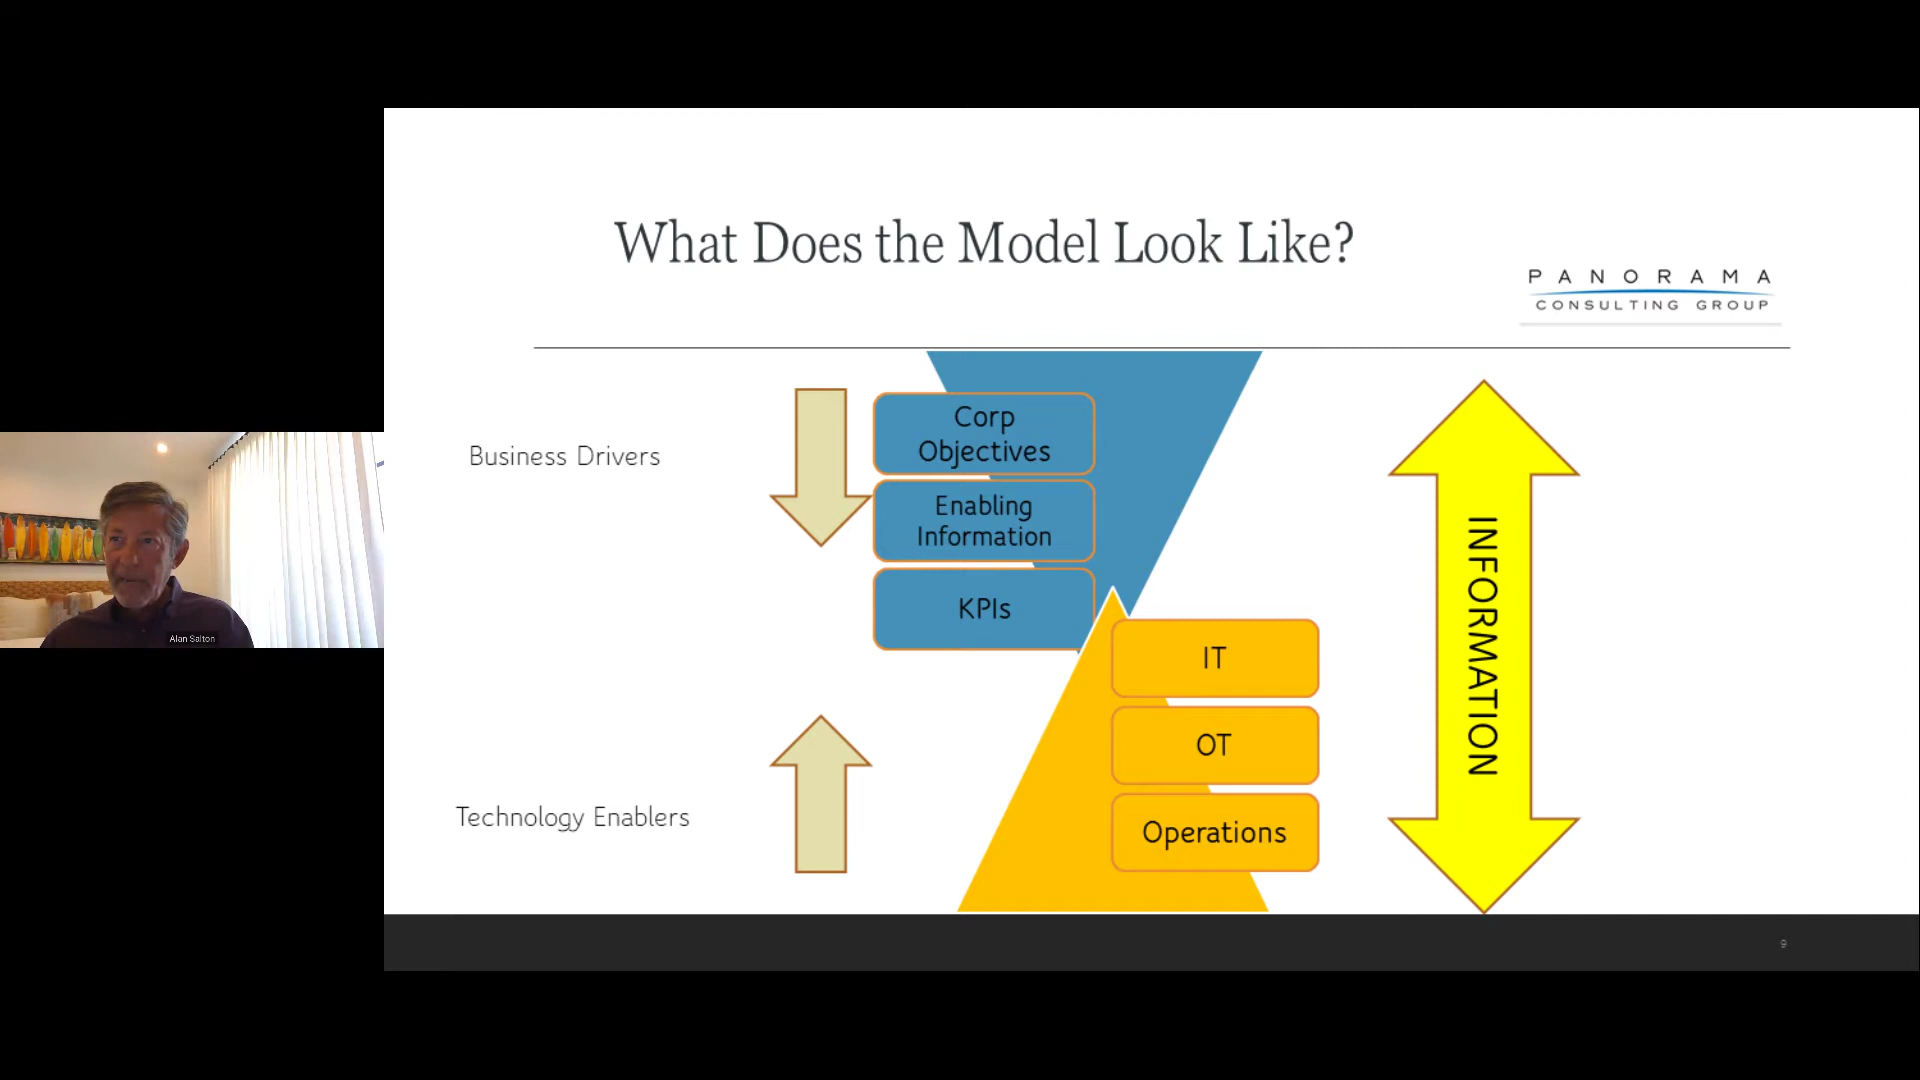 What Does the Model Look Like?
PANORAMA
CONSULTING GROUP
Business Drivers
Corp
Objectives
Enabling
Information
KPIs
IT
OT
Operations
Technology Enablers
INFORMATION
Alan Salton
9